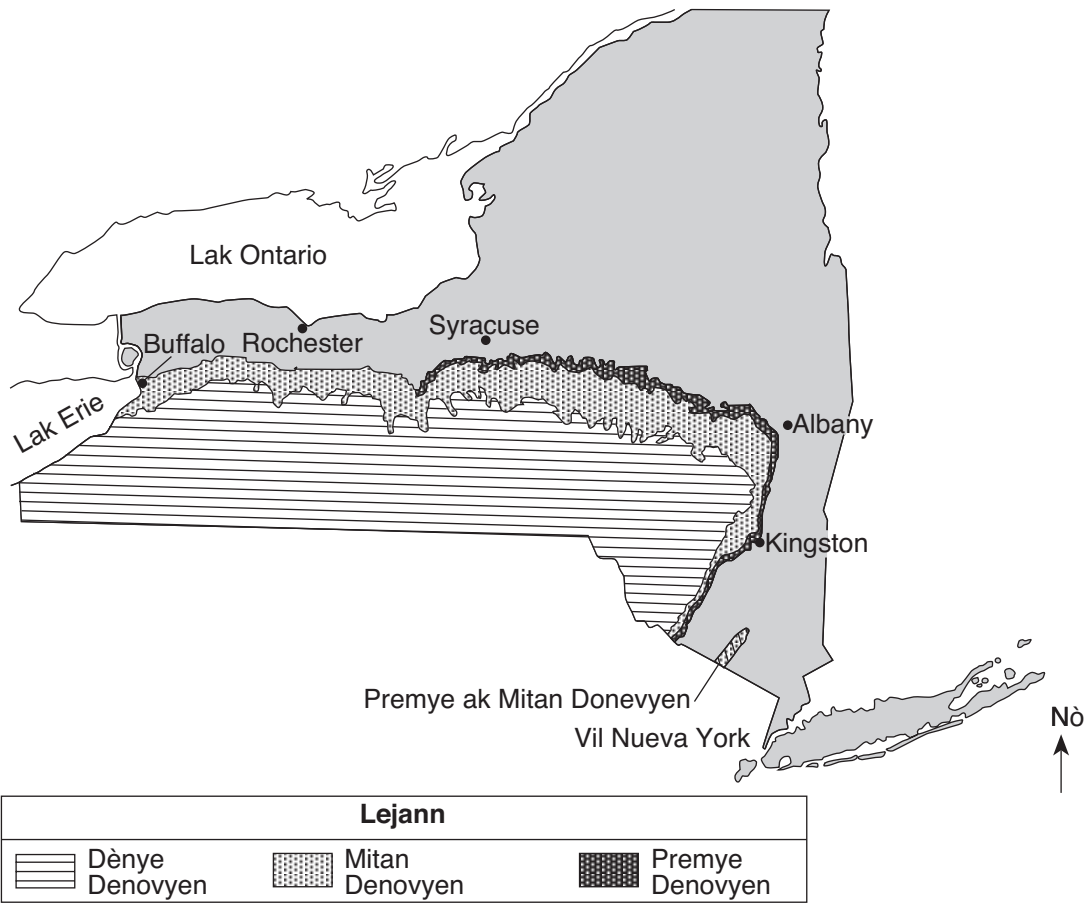 Lak Ontario
Syracuse
Buffalo
Rochester
Lak Erie
Albany
Kingston
Premye ak Mitan Donevyen
Vil Nueva York
Nò
Lejann
Dènye
Denovyen
Mitan
Denovyen
Premye
Denovyen